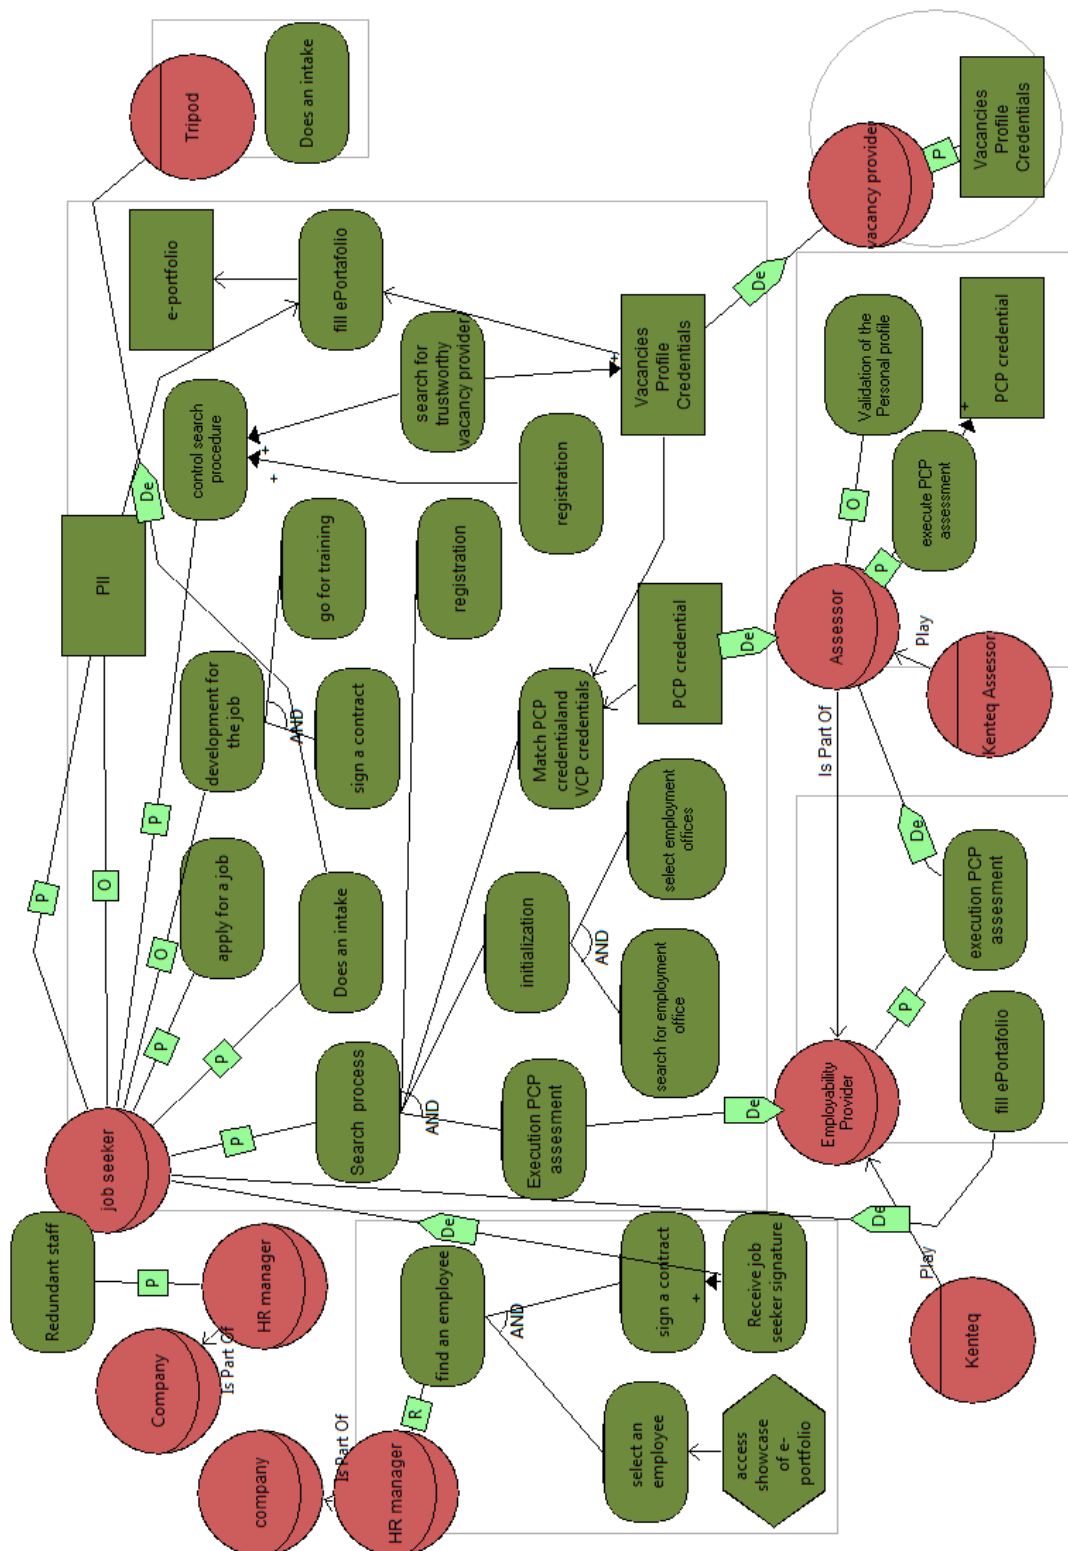 Redundant staff
P
HR manager
Company
Is Part Of
company
HR manager
Is Part Of
R
find an employee
AND
select an
employee
access
showcase
of e-
portfolio
sign a contract
+
Receive job
seeker signature
De
job seeker
P
O
P
O
P
P
P
PII
Search process
AND
Execution PCP
assesment
initialization
AND
search for employment
office
select employment
offices
Does an intake
apply for a job
development for
the job
AND
sign a contract
go for training
registration
Match PCP
credentialand
VCP credentials
PCP credential
De
control search
procedure
+
+
registration
search for
trustworthy
vacancy provider
+
Vacancies
Profile
Credentials
De
fill ePortafolio
e-portfolio
De
Tripod
Does an intake
vacancy provider
P
Vacancies
Profile
Credentials
De
Employability
Provider
P
execution PCP
assesment
fill ePortafolio
De
Play
Kenteq
De
Is Part Of
Assessor
O
Validation of the
Personal profile
P
execute PCP
assessment
+
PCP credential
Play
Kenteq Assessor